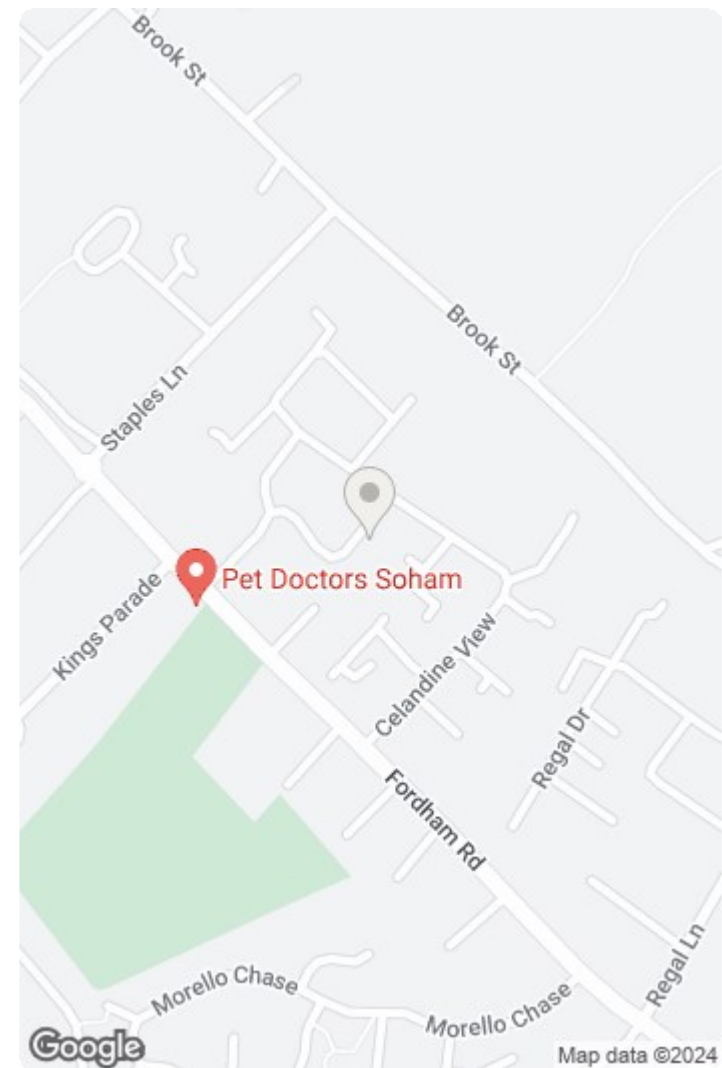 Brook St
Brook St
Staples Ln
Pet Doctors Soham
Kings Parade
Celandine View
Regal Dr
Fordham Rd
Regal Ln
Morello Chase
Morello Chase
Google
Map data ©2024